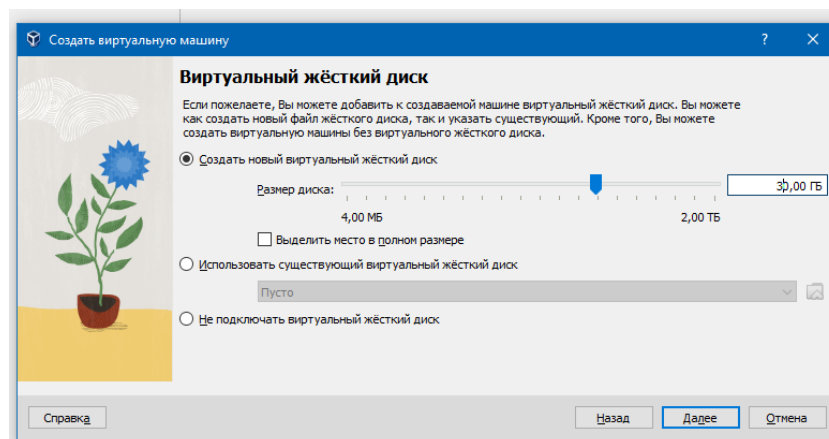 Создать виртуальную машину
Виртуальный жёсткий диск
Если пожелаете, Вы можете добавить к создаваемой машине виртуальный жёсткий диск. Вы можете
как создать новый файл жёсткого диска, так и указать существующий. Кроме того, Вы можете
создать виртуальную машины без виртуального жёсткого диска.
Создать новый виртуальный жёсткий диск
Размер диска: 30,00 ГБ
4,00 МБ 2,00 ТБ
Выделить место в полном размере
Использовать существующий виртуальный жёсткий диск
Пусто
Не подключать виртуальный жёсткий диск
Справка Назад Далее Отмена